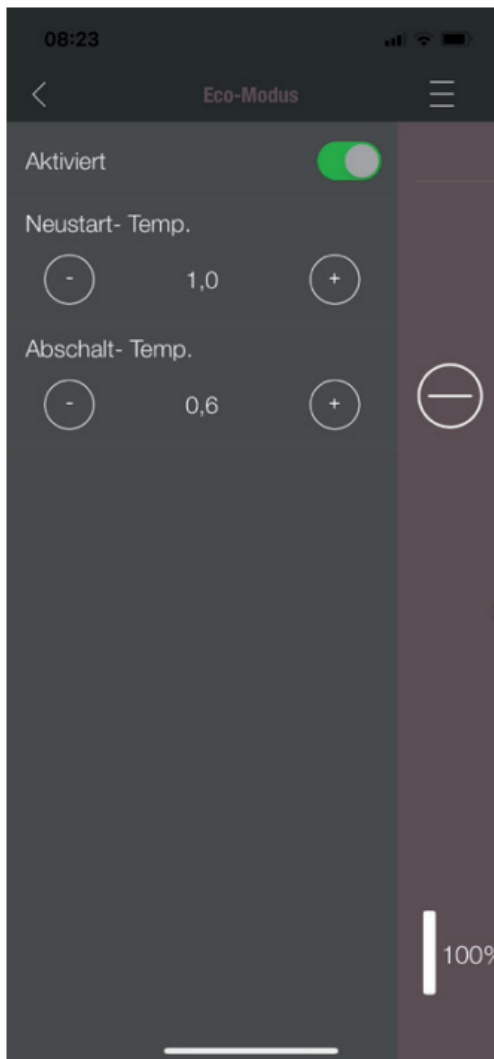 08:23
Eco-Modus
Aktiviert
Neustart- Temp.
- 1,0 +
Abschalt- Temp.
- 0,6 +
100%